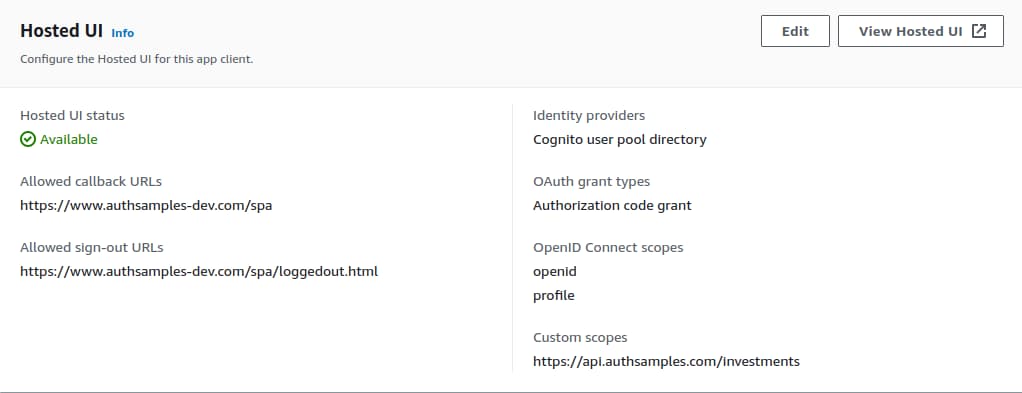 Hosted UI Info
Edit
View Hosted UI
Configure the Hosted UI for this app client.
Hosted UI status
Available
Allowed callback URLs
https://www.authsamples-dev.com/spa
Allowed sign-out URLs
https://www.authsamples-dev.com/spa/loggedout.html
Identity providers
Cognito user pool directory
OAuth grant types
Authorization code grant
OpenID Connect scopes
openid
profile
Custom scopes
https://api.authsamples.com/investments